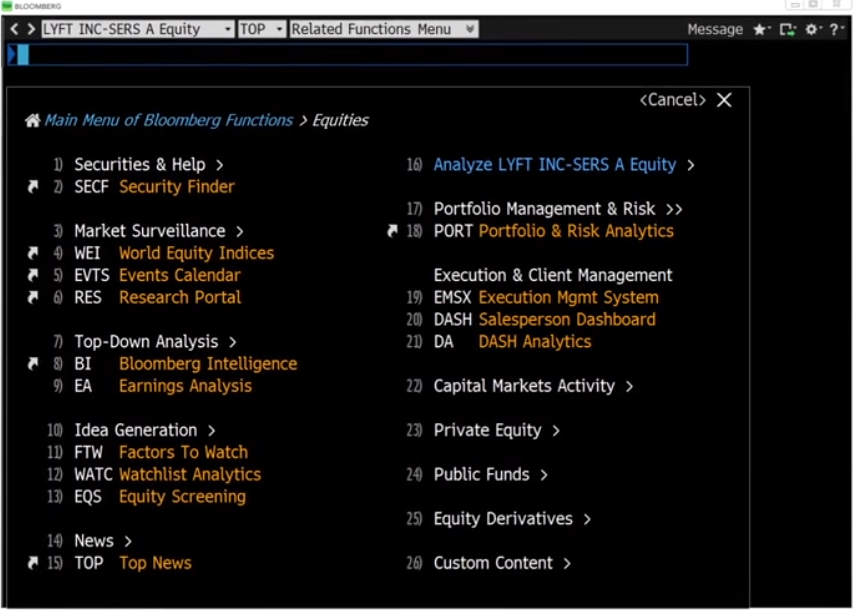 BLOOMBERG
LYFT INC-SERS A Equity TOP Related Functions Menu Message
<Cancel> X
Main Menu of Bloomberg Functions > Equities
1) Securities & Help >
2) SECF Security Finder
3) Market Surveillance >
4) WEI World Equity Indices
5) EVTS Events Calendar
6) RES Research Portal
7) Top-Down Analysis >
8) BI Bloomberg Intelligence
9) EA Earnings Analysis
10) Idea Generation >
11) FTW Factors To Watch
12) WATC Watchlist Analytics
13) EQS Equity Screening
14) News >
15) TOP Top News
16) Analyze LYFT INC-SERS A Equity >
17) Portfolio Management & Risk >>
18) PORT Portfolio & Risk Analytics
Execution & Client Management
19) EMSX Execution Mgmt System
20) DASH Salesperson Dashboard
21) DA DASH Analytics
22) Capital Markets Activity >
23) Private Equity >
24) Public Funds >
25) Equity Derivatives >
26) Custom Content >